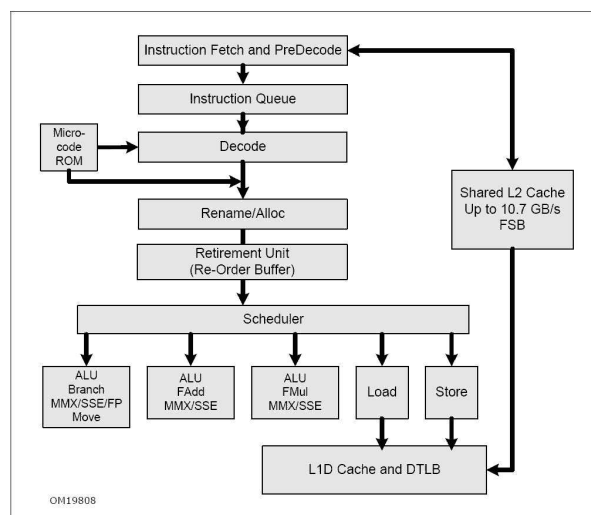 Instruction Fetch and PreDecode
Instruction Queue
Micro-
code
ROM
Decode
Rename/Alloc
Shared L2 Cache
Up to 10.7 GB/s
FSB
Retirement Unit
(Re-Order Buffer)
Scheduler
ALU
Branch
MMX/SSE/FP
Move
ALU
FAdd
MMX/SSE
ALU
FMul
MMX/SSE
Load
Store
L1D Cache and DTLB
OM19808